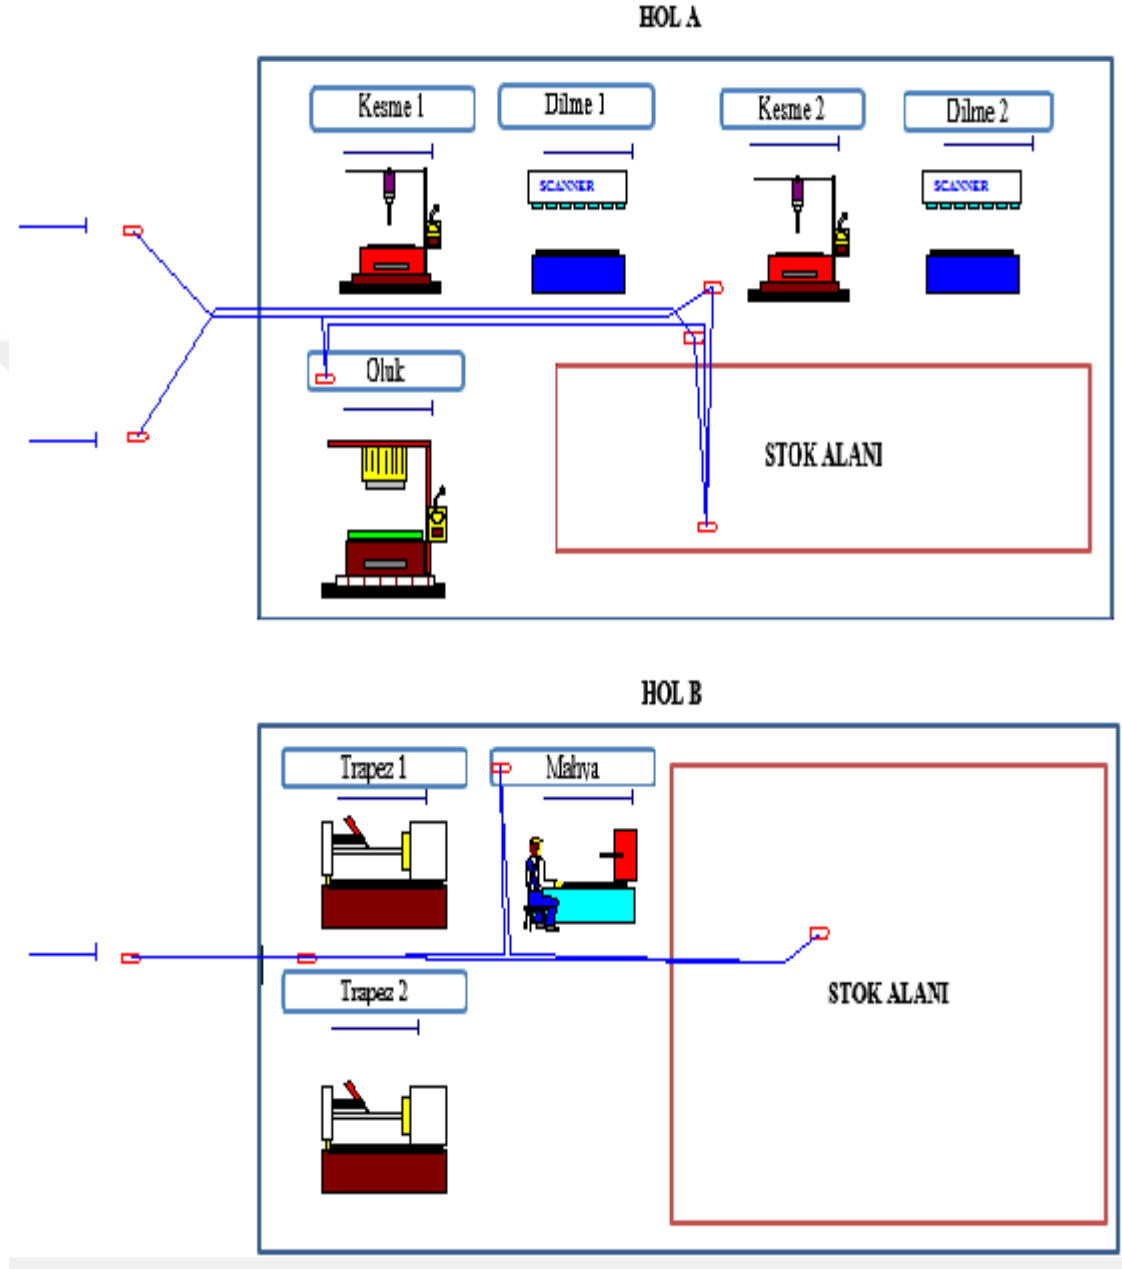 HOL A
Kesme 1
Dilme 1
Kesme 2
Dilme 2
SCANNER
SCANNER
Oluk
STOK ALANI
HOL B
Trapez 1
Mahya
Trapez 2
STOK ALANI